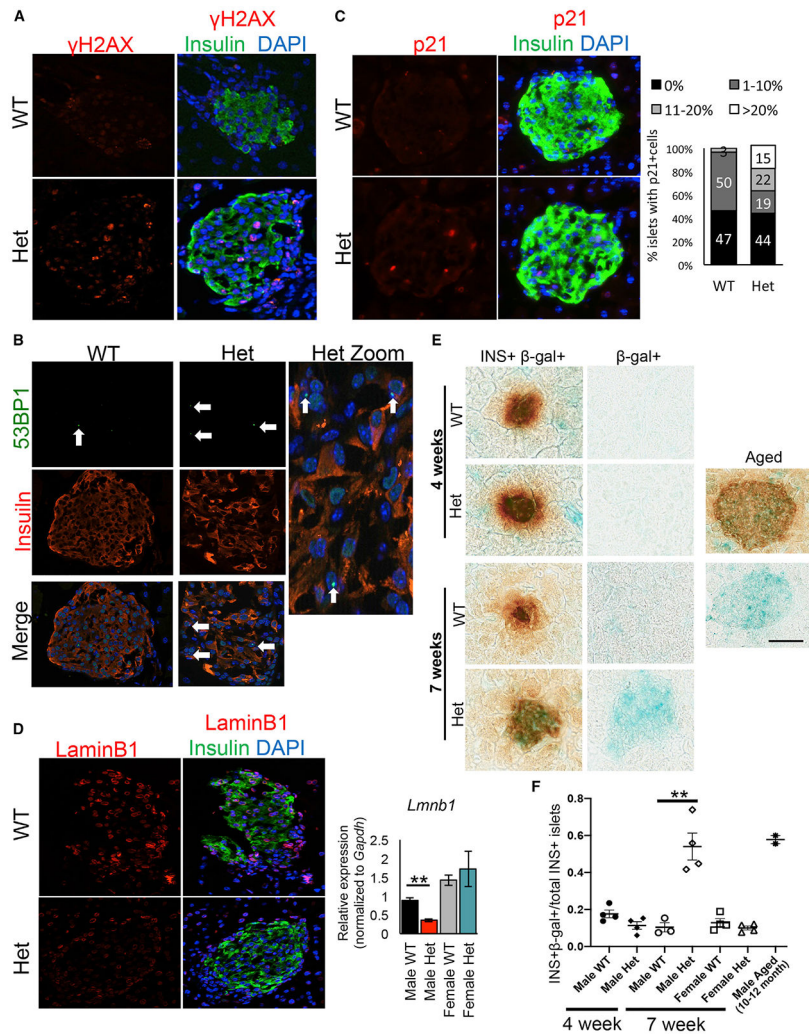 A
γH2AX
γH2AX
Insulin DAPI
WT
Het
C
p21
p21
Insulin DAPI
WT
Het
0%
1-10%
11-20%
>20%
% islets with p21+cells
100%
80%
60%
40%
20%
0%
3
50
47
15
22
19
44
WT
Het
B
WT
Het
Het Zoom
53BP1
Insuiln
Merge
E
INS+ β-gal+
β-gal+
4 weeks
WT
Het
Aged
7 weeks
WT
Het
D
LaminB1
LaminB1
Insulin DAPI
WT
Het
Lmnb1
Relative expression
(normalized to Gapdh)
2.5
2
1.5
1
0.5
0
**
Male WT
Male Het
Female WT
Female Het
F
INS+β-gal+/total INS+ islets
0.8
0.6
0.4
0.2
0.0
**
Male WT
Male Het
Male WT
Male Het
Female WT
Female Het
Male Aged
(10-12 month)
4 week
7 week